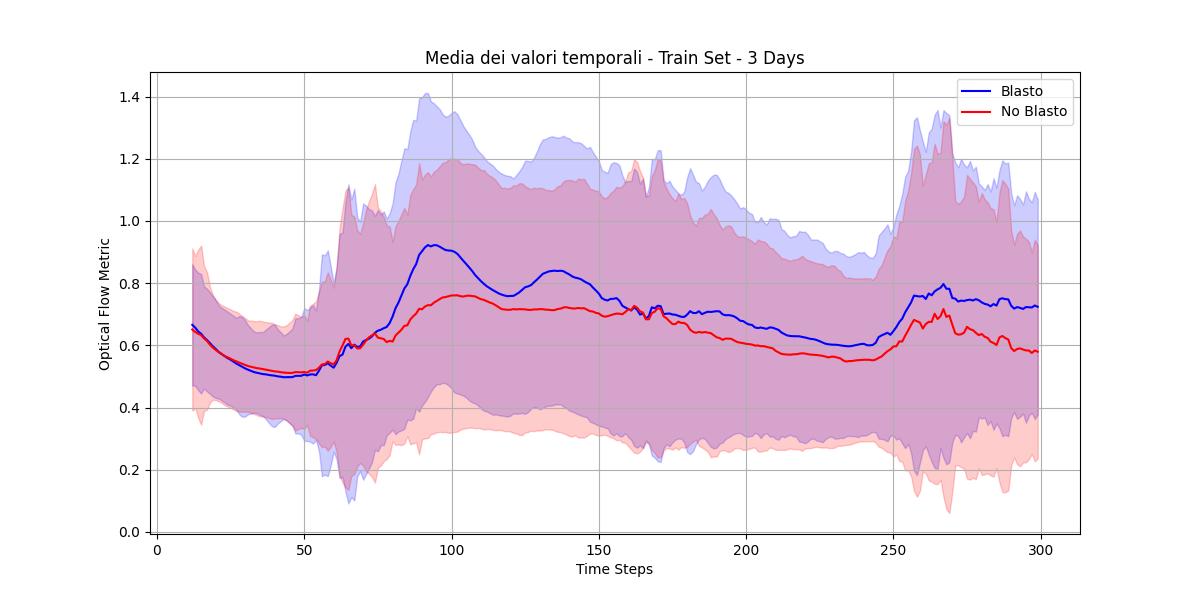 Media dei valori temporali - Train Set - 3 Days
Blasto
No Blasto
Optical Flow Metric
1.4
1.2
1.0
0.8
0.6
0.4
0.2
0.0
0 50 100 150 200 250 300
Time Steps